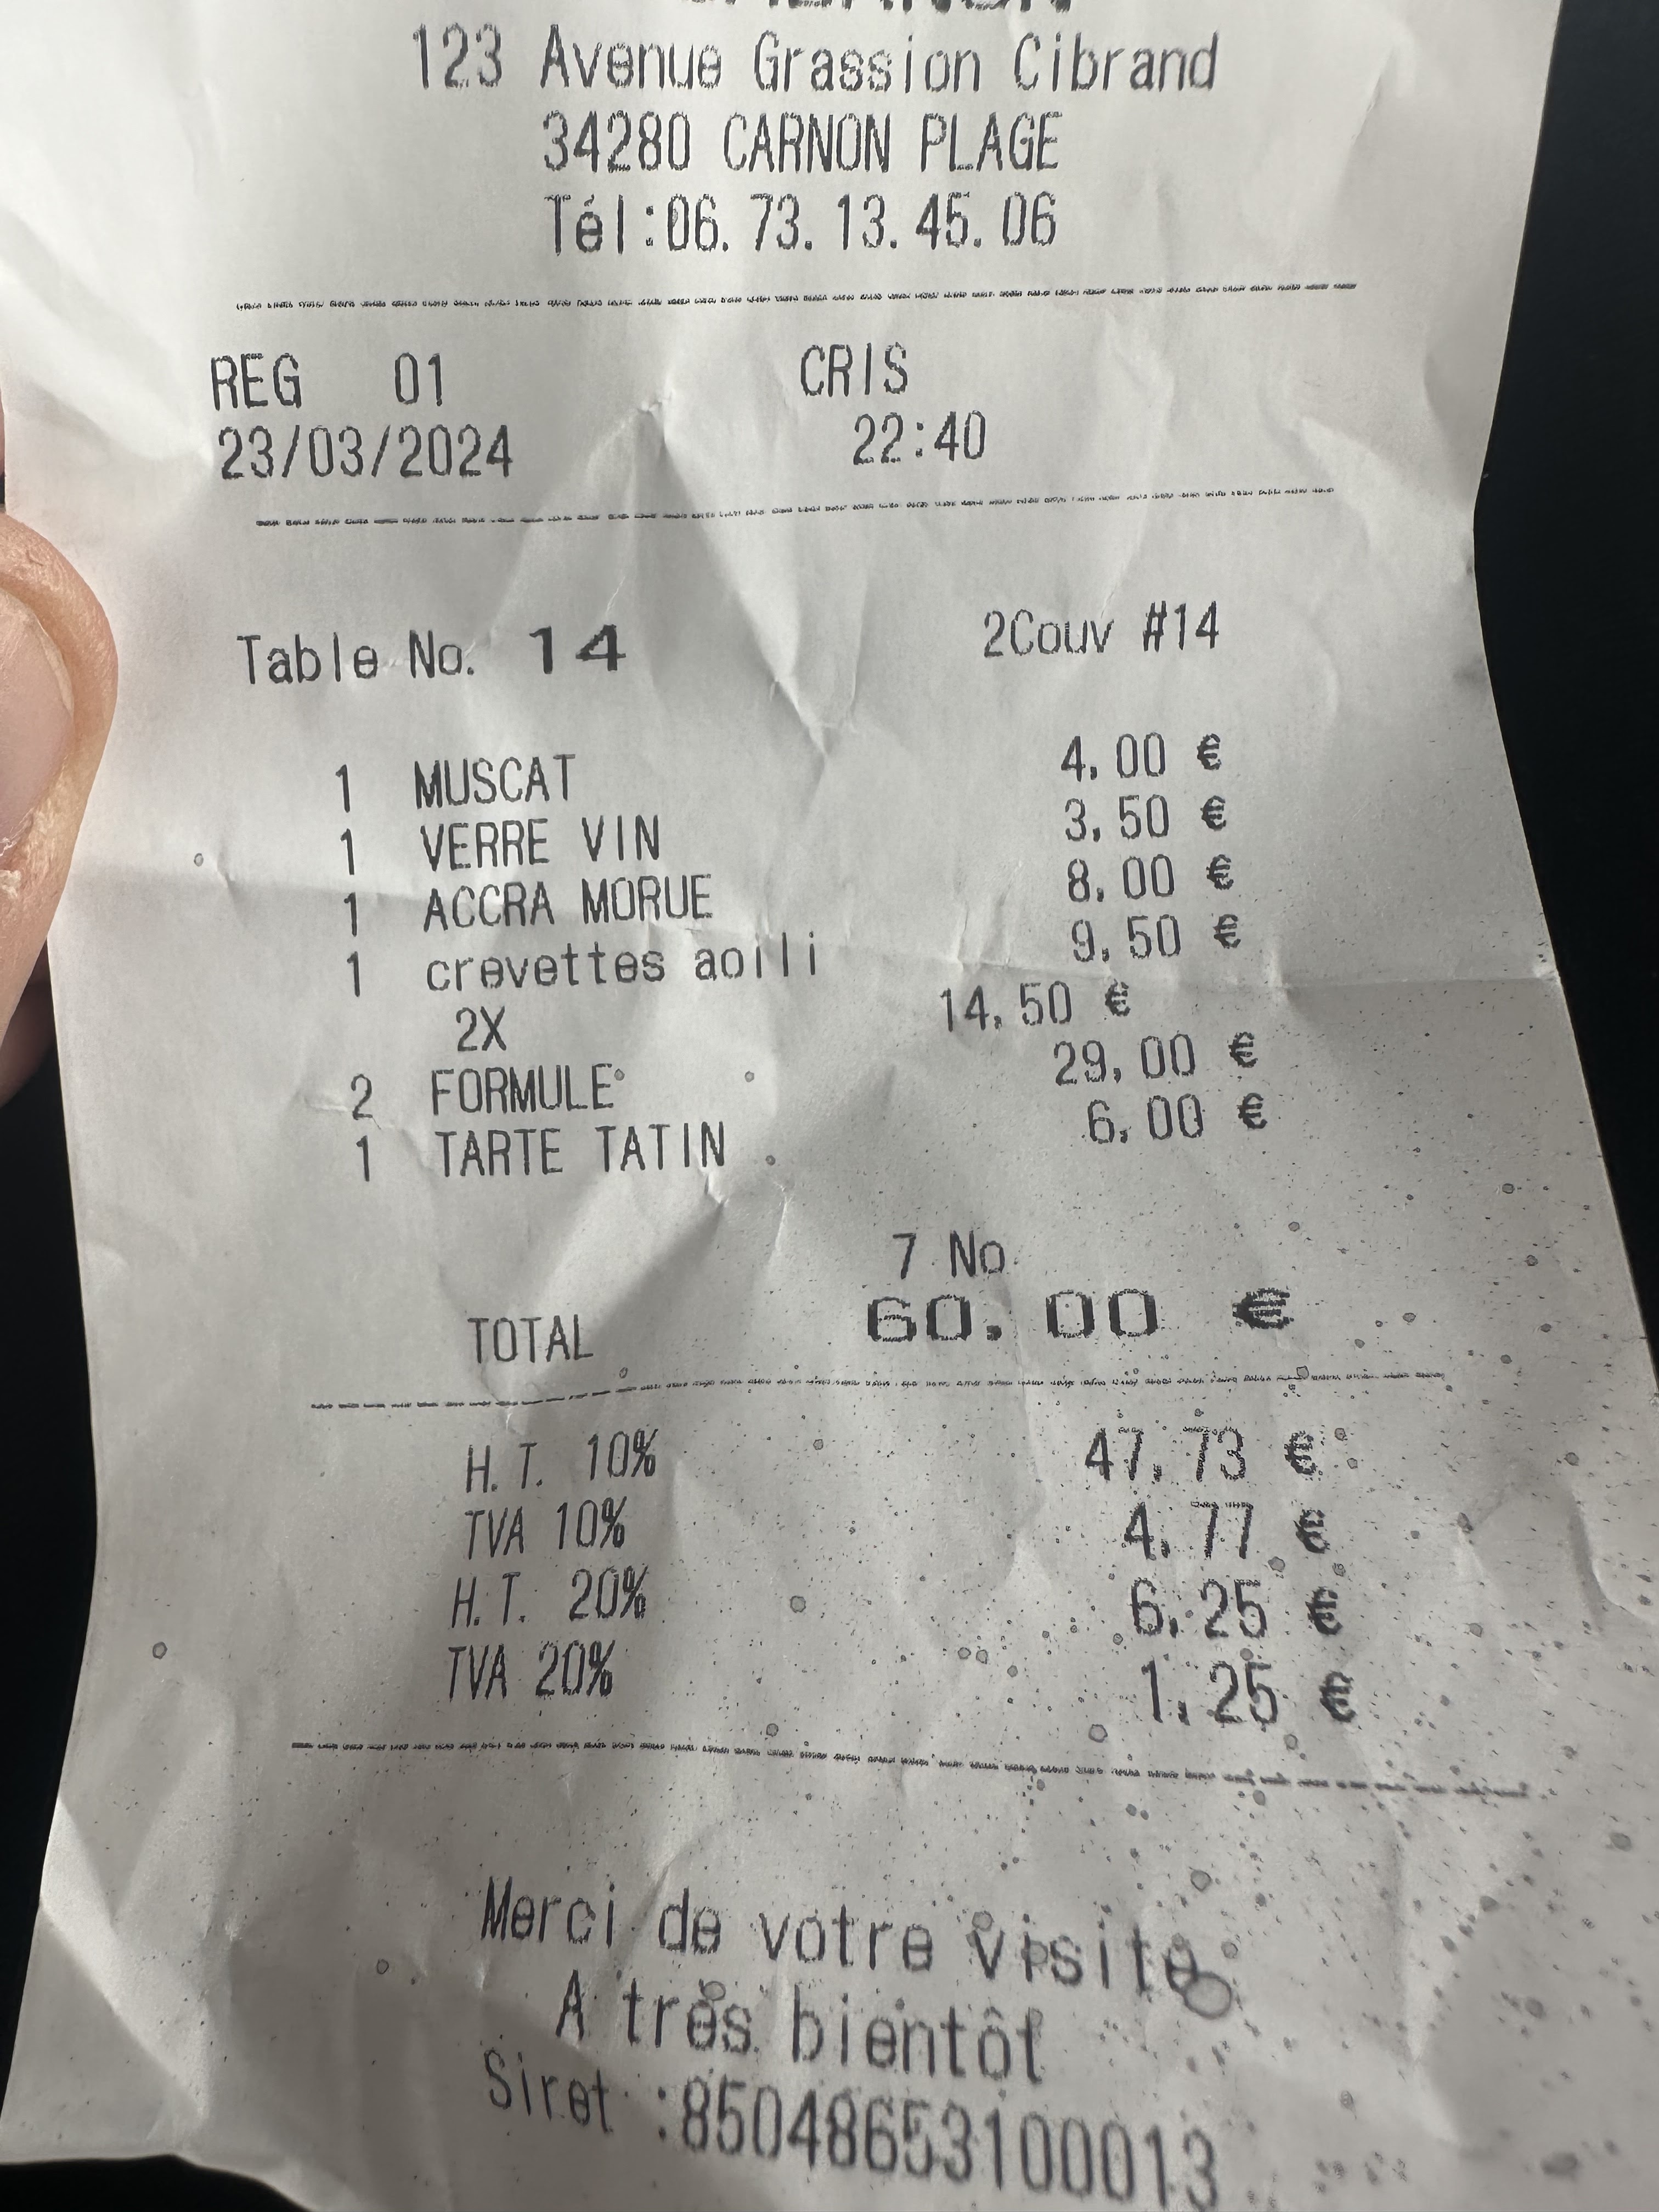 123 Avenue Grassion Cibrand
34280 CARNON PLAGE
Tél:06.73.13.45.06
REG 01 CRIS
23/03/2024 22:40
Table No. 14 2Couv #14
1 MUSCAT 4,00 €
1 VERRE VIN 3,50 €
1 ACCRA MORUE 8,00 €
1 crevettes aoili 9,50 €
2X 14,50 €
2 FORMULE 29,00 €
1 TARTE TATIN 6,00 €
7 No
TOTAL 60.00 €
H.T. 10% 47,73 €
TVA 10% 4,77 €
H.T. 20% 6,25 €
TVA 20% 1,25 €
Merci de votre visite
A très bientôt
Siret :85048653100013